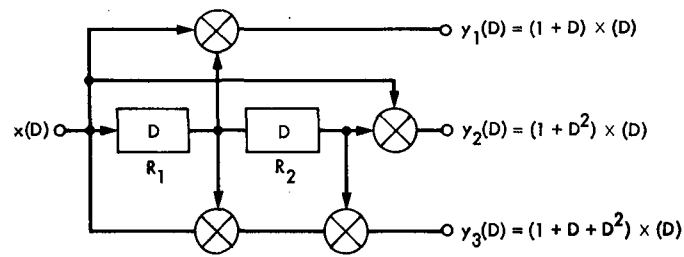 y₁(D) = (1 + D) × (D)
x(D)
D
D
y₂(D) = (1 + D²) × (D)
R₁
R₂
y₃(D) = (1 + D + D²) × (D)